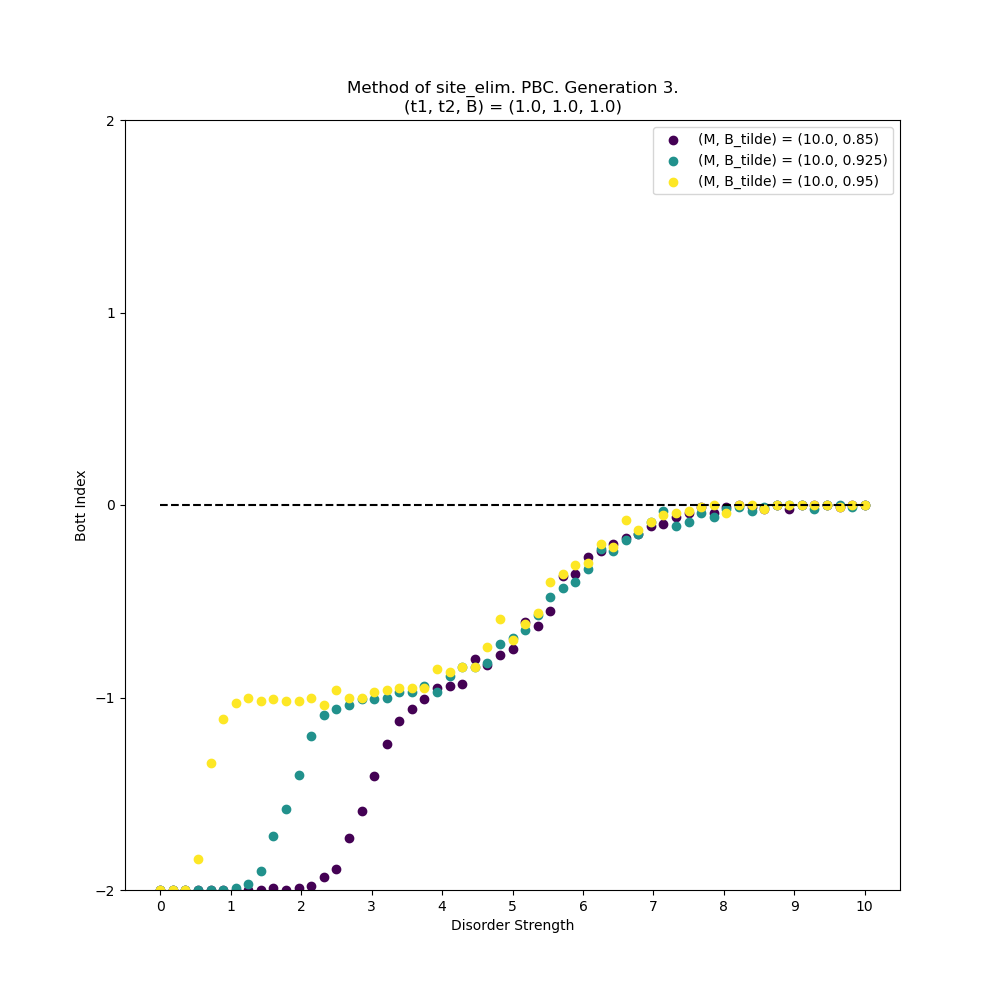 Method of site_elim. PBC. Generation 3.
(t1, t2, B) = (1.0, 1.0, 1.0)
(M, B_tilde) = (10.0, 0.85)
(M, B_tilde) = (10.0, 0.925)
(M, B_tilde) = (10.0, 0.95)
2
1
0
−1
−2
Bott Index
0 1 2 3 4 5 6 7 8 9 10
Disorder Strength